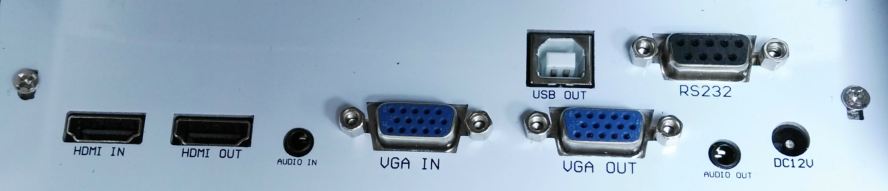 USB OUT
RS232
HDMI IN
HDMI OUT
AUDIO IN
VGA IN
VGA OUT
AUDIO OUT
DC12V